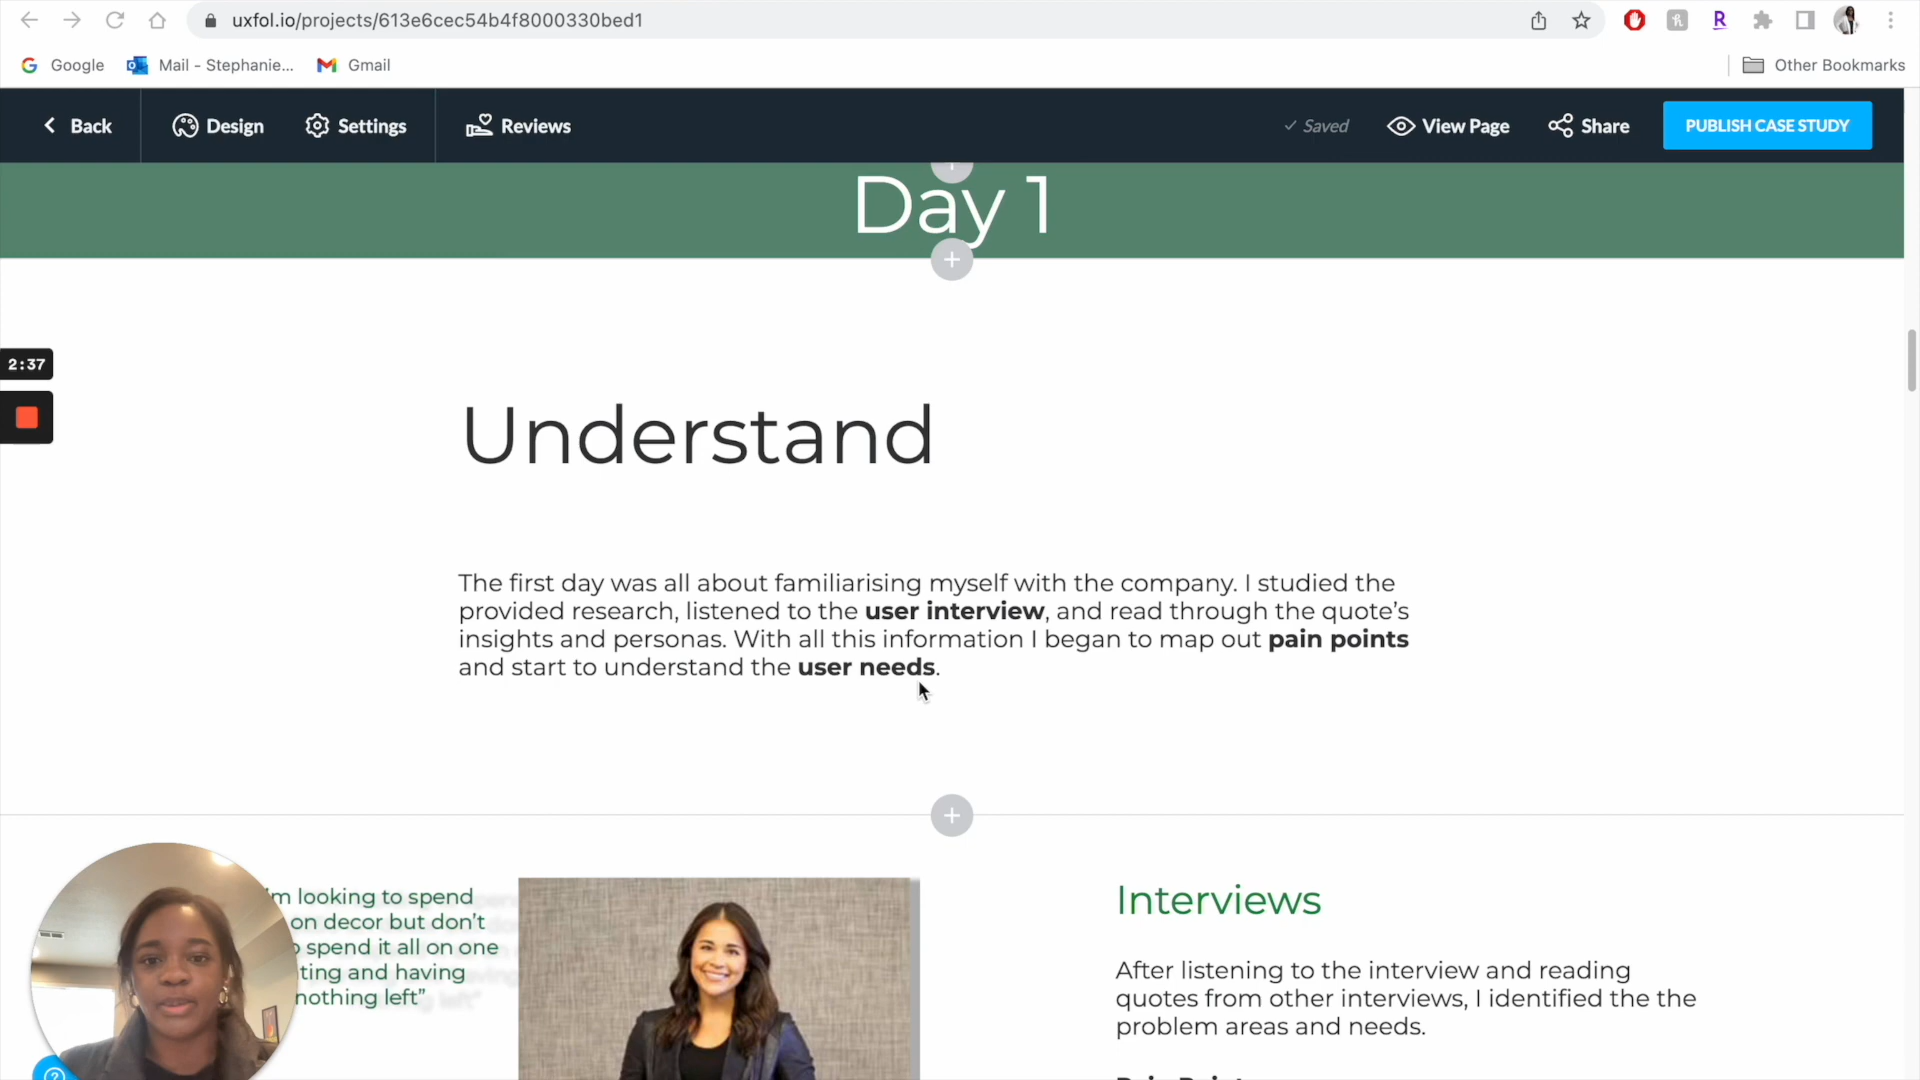 uxfol.io/projects/613e6cec54b4f8000330bed1
Google
Mail - Stephanie...
Gmail
Other Bookmarks
Back
Design
Settings
Reviews
Saved
View Page
Share
PUBLISH CASE STUDY
Day 1
2:37
Understand
The first day was all about familiarising myself with the company. I studied the
provided research, listened to the user interview, and read through the quote's
insights and personas. With all this information I began to map out pain points
and start to understand the user needs.
m looking to spend
on decor but don't
spend it all on one
ting and having
nothing left"
Interviews
After listening to the interview and reading
quotes from other interviews, I identified the the
problem areas and needs.